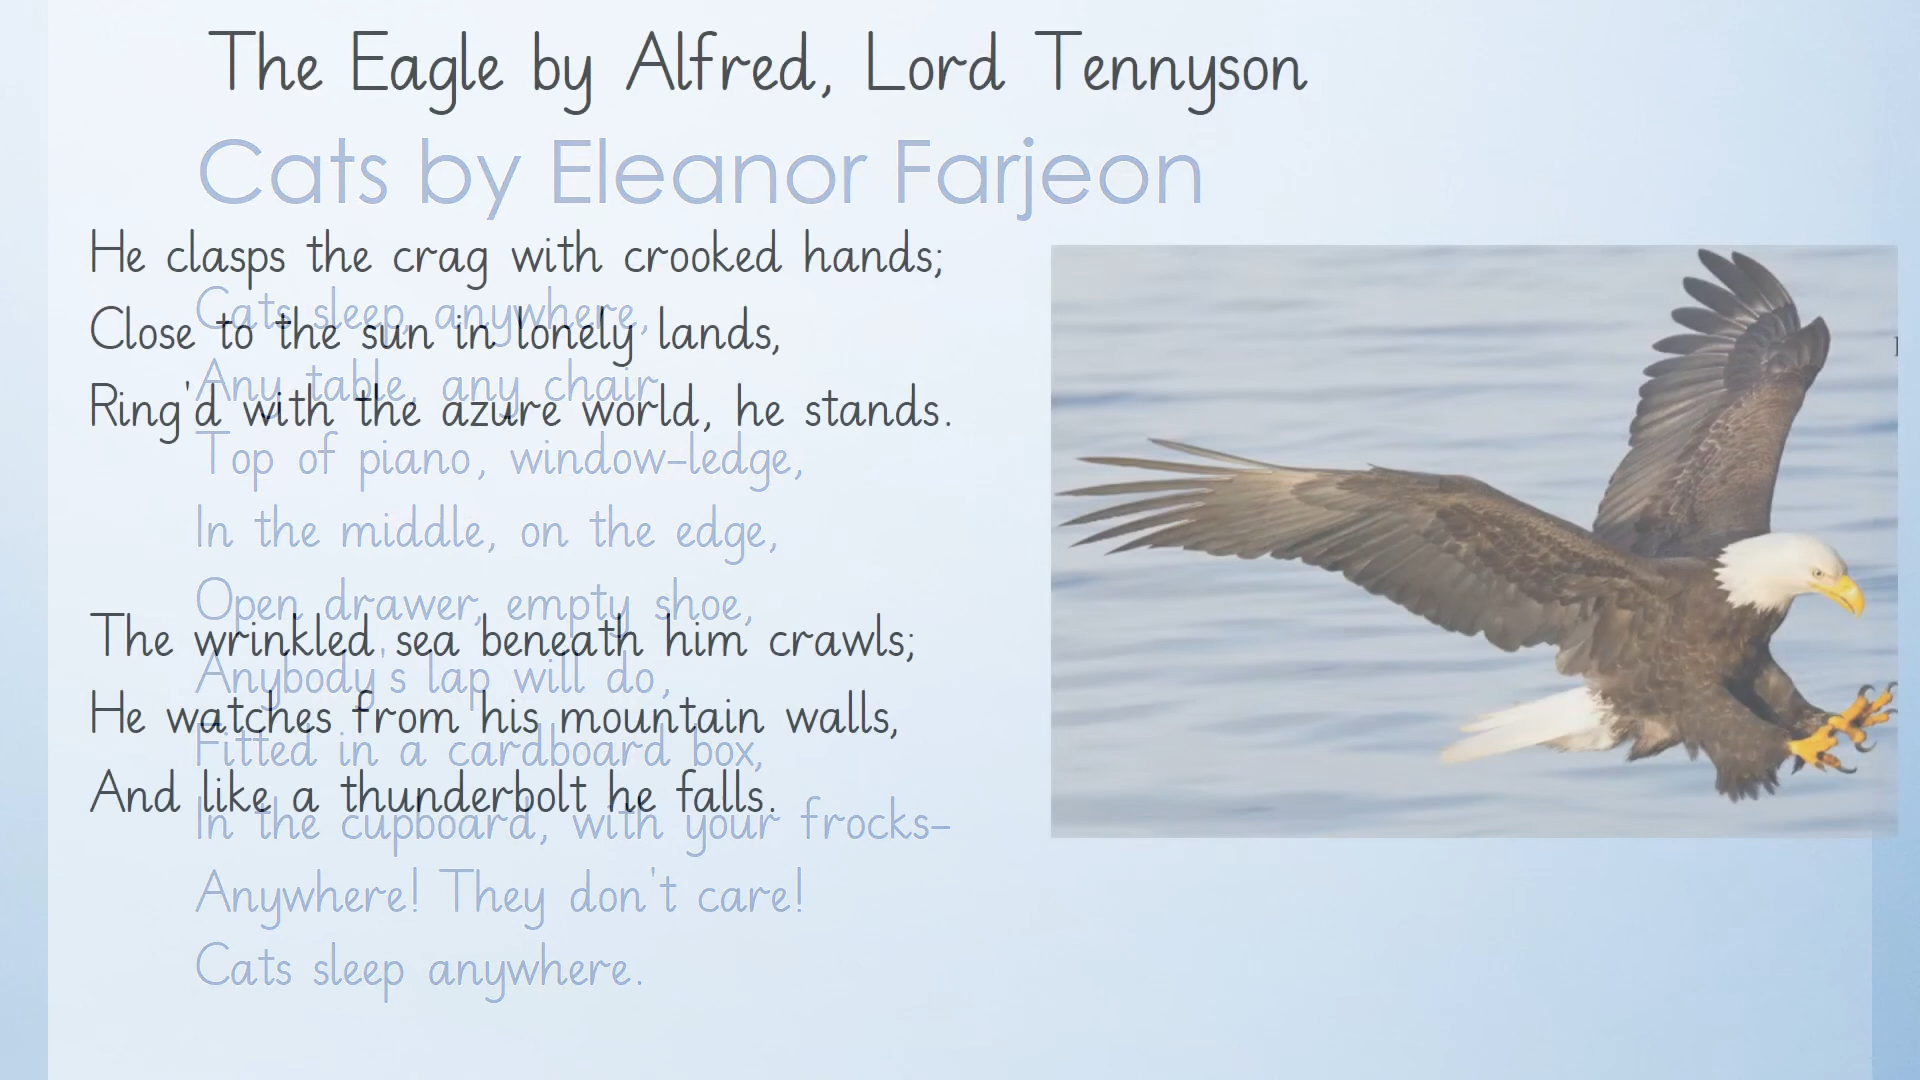 The Eagle by Alfred, Lord Tennyson
Cats by Eleanor Farjeon
He clasps the crag with crooked hands;
Close to the sun in lonely lands,
Ring'd with the azure world, he stands.
The wrinkled sea beneath him crawls;
He watches from his mountain walls,
And like a thunderbolt he falls.
Cats sleep, anywhere,
Any table, any chair
Top of piano, window-ledge,
In the middle, on the edge,
Open drawer, empty shoe,
Anybody's lap will do,
Fitted in a cardboard box,
In the cupboard, with your frocks-
Anywhere! They don't care!
Cats sleep anywhere.